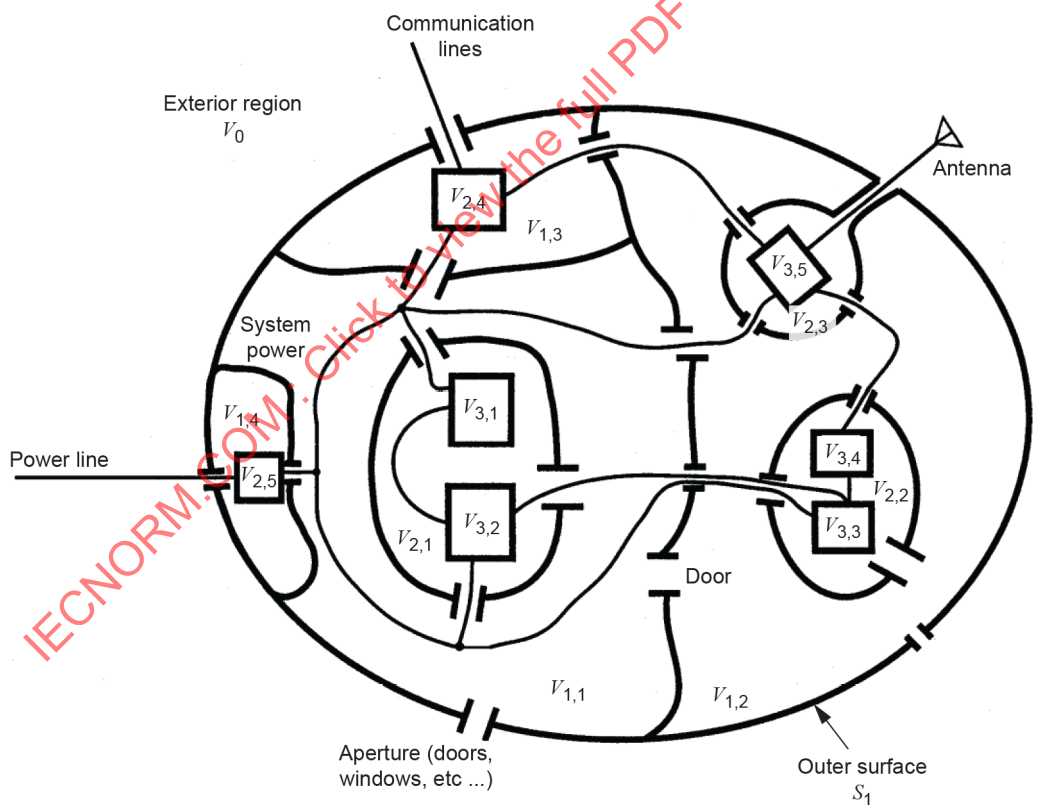 Communication
lines
Exterior region
V0
Antenna
V2,4
V1,3
V3,5
V2,3
System
power
V1,4
V3,1
Power line
V2,5
V3,4
V2,2
V3,2
V3,3
V2,1
Door
V1,1
V1,2
Aperture (doors,
windows, etc ...)
Outer surface
S1
IECNORM.COM : Click to view the full PDF